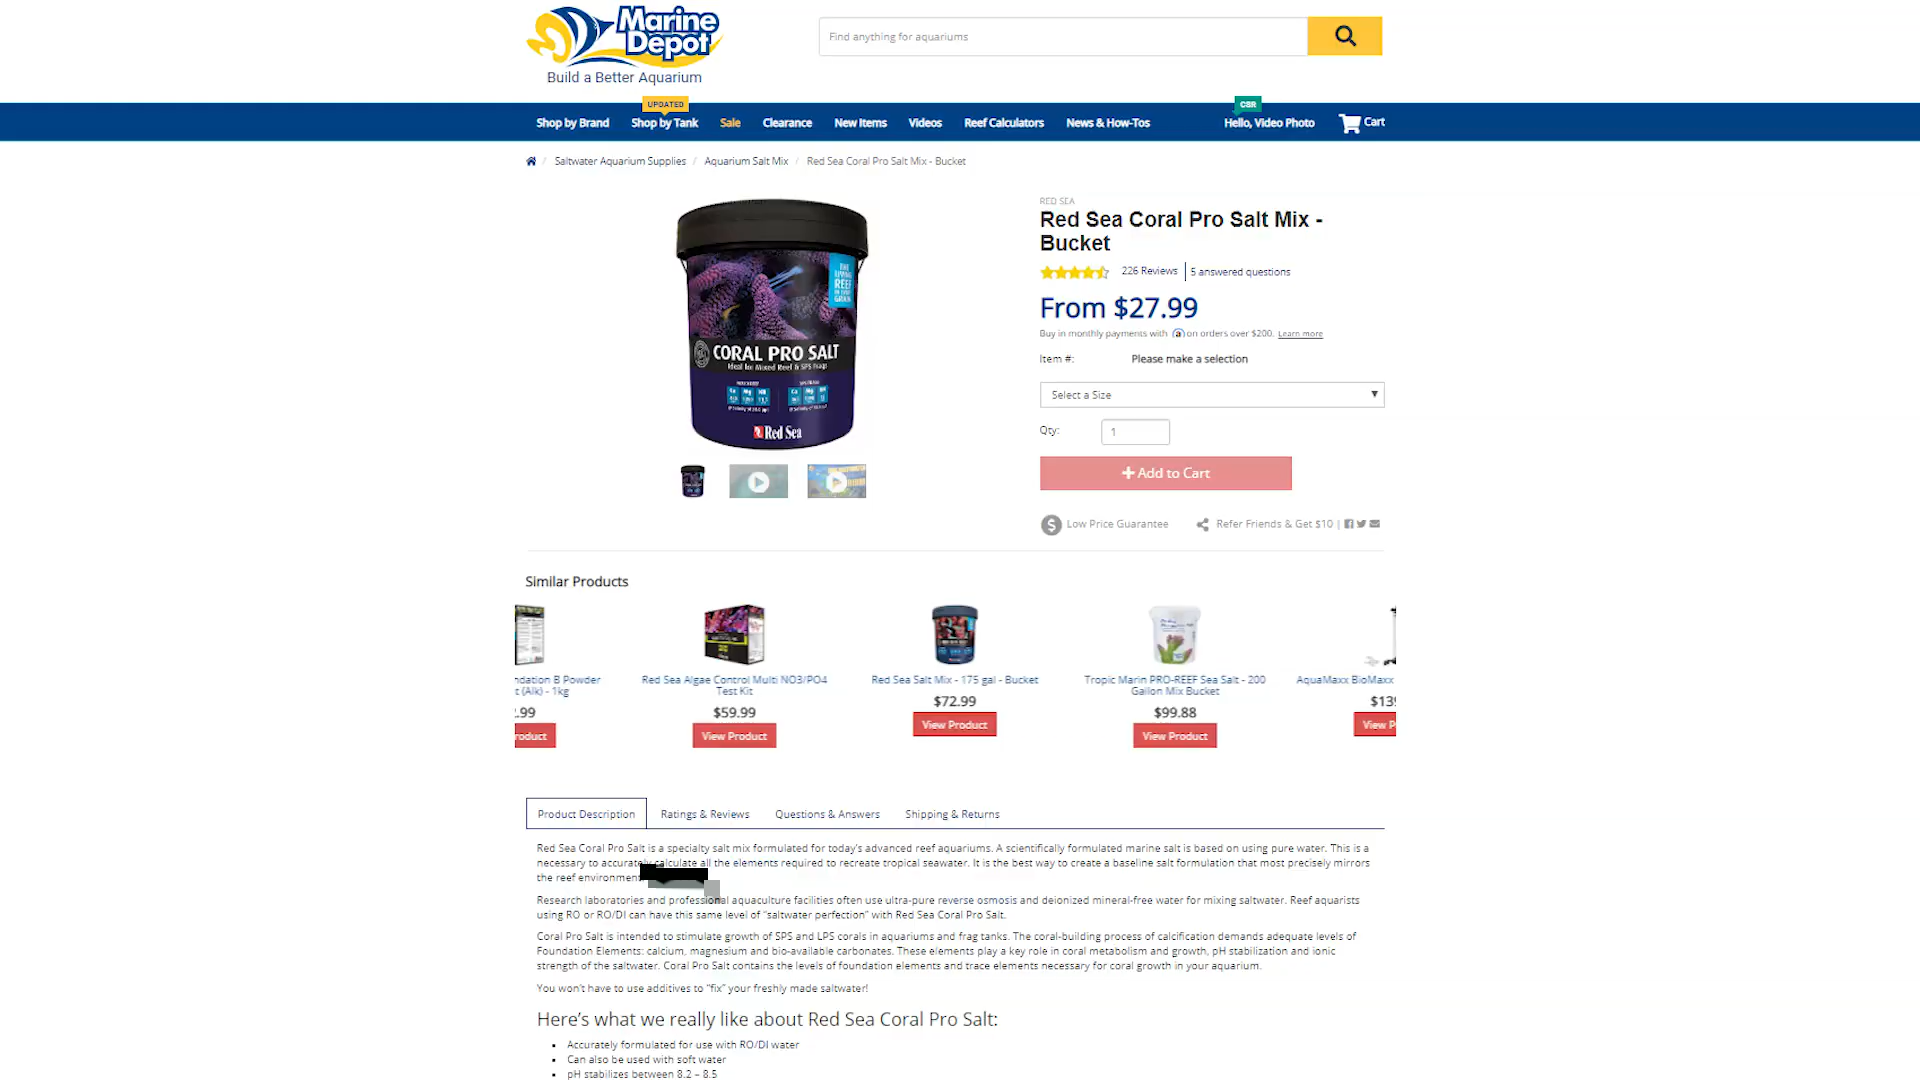 Marine
Depot
Build a Better Aquarium
Find anything for aquariums
UPDATED
CSR
Shop by Brand Shop by Tank Sale Clearance New Items Videos Reef Calculators News & How-Tos Hello, Video Photo Cart
/ Saltwater Aquarium Supplies / Aquarium Salt Mix / Red Sea Coral Pro Salt Mix - Bucket
RED SEA
Red Sea Coral Pro Salt Mix -
Bucket
226 Reviews 5 answered questions
From $27.99
Buy in monthly payments with a on orders over $200. Learn more
Item #: Please make a selection
Select a Size
Qty: 1
+ Add to Cart
Low Price Guarantee Refer Friends & Get $10 |
REEF
CORAL PRO SALT
Ideal for Mixed Reef & SPS Frags
Red Sea
Similar Products
ndation B Powder
t (Alk) - 1kg
.99
roduct
Red Sea Algae Control Multi NO3/PO4
Test Kit
$59.99
View Product
Red Sea Salt Mix - 175 gal - Bucket
$72.99
View Product
Tropic Marin PRO-REEF Sea Salt - 200
Gallon Mix Bucket
$99.88
View Product
AquaMaxx BioMaxx
$139
View P
Product Description Ratings & Reviews Questions & Answers Shipping & Returns
Red Sea Coral Pro Salt is a specialty salt mix formulated for today's advanced reef aquariums. A scientifically formulated marine salt is based on using pure water. This is a
necessary to accurately calculate all the elements required to recreate tropical seawater. It is the best way to create a baseline salt formulation that most precisely mirrors
the reef environment
Research laboratories and professional aquaculture facilities often use ultra-pure reverse osmosis and deionized mineral-free water for mixing saltwater. Reef aquarists
using RO or RO/DI can have this same level of "saltwater perfection" with Red Sea Coral Pro Salt.
Coral Pro Salt is intended to stimulate growth of SPS and LPS corals in aquariums and frag tanks. The coral-building process of calcification demands adequate levels of
Foundation Elements: calcium, magnesium and bio-available carbonates. These elements play a key role in coral metabolism and growth, pH stabilization and ionic
strength of the saltwater. Coral Pro Salt contains the levels of foundation elements and trace elements necessary for coral growth in your aquarium.
You won't have to use additives to "fix" your freshly made saltwater!
Here's what we really like about Red Sea Coral Pro Salt:
• Accurately formulated for use with RO/DI water
• Can also be used with soft water
• pH stabilizes between 8.2 – 8.5